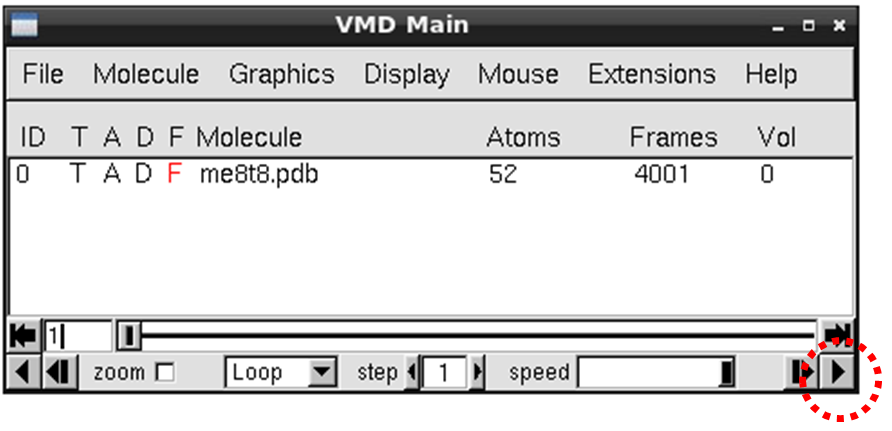 VMD Main
File Molecule Graphics Display Mouse Extensions Help
ID T A D F Molecule Atoms Frames Vol
0 T A D F me8t8.pdb 52 4001 0
1
zoom Loop step 1 speed